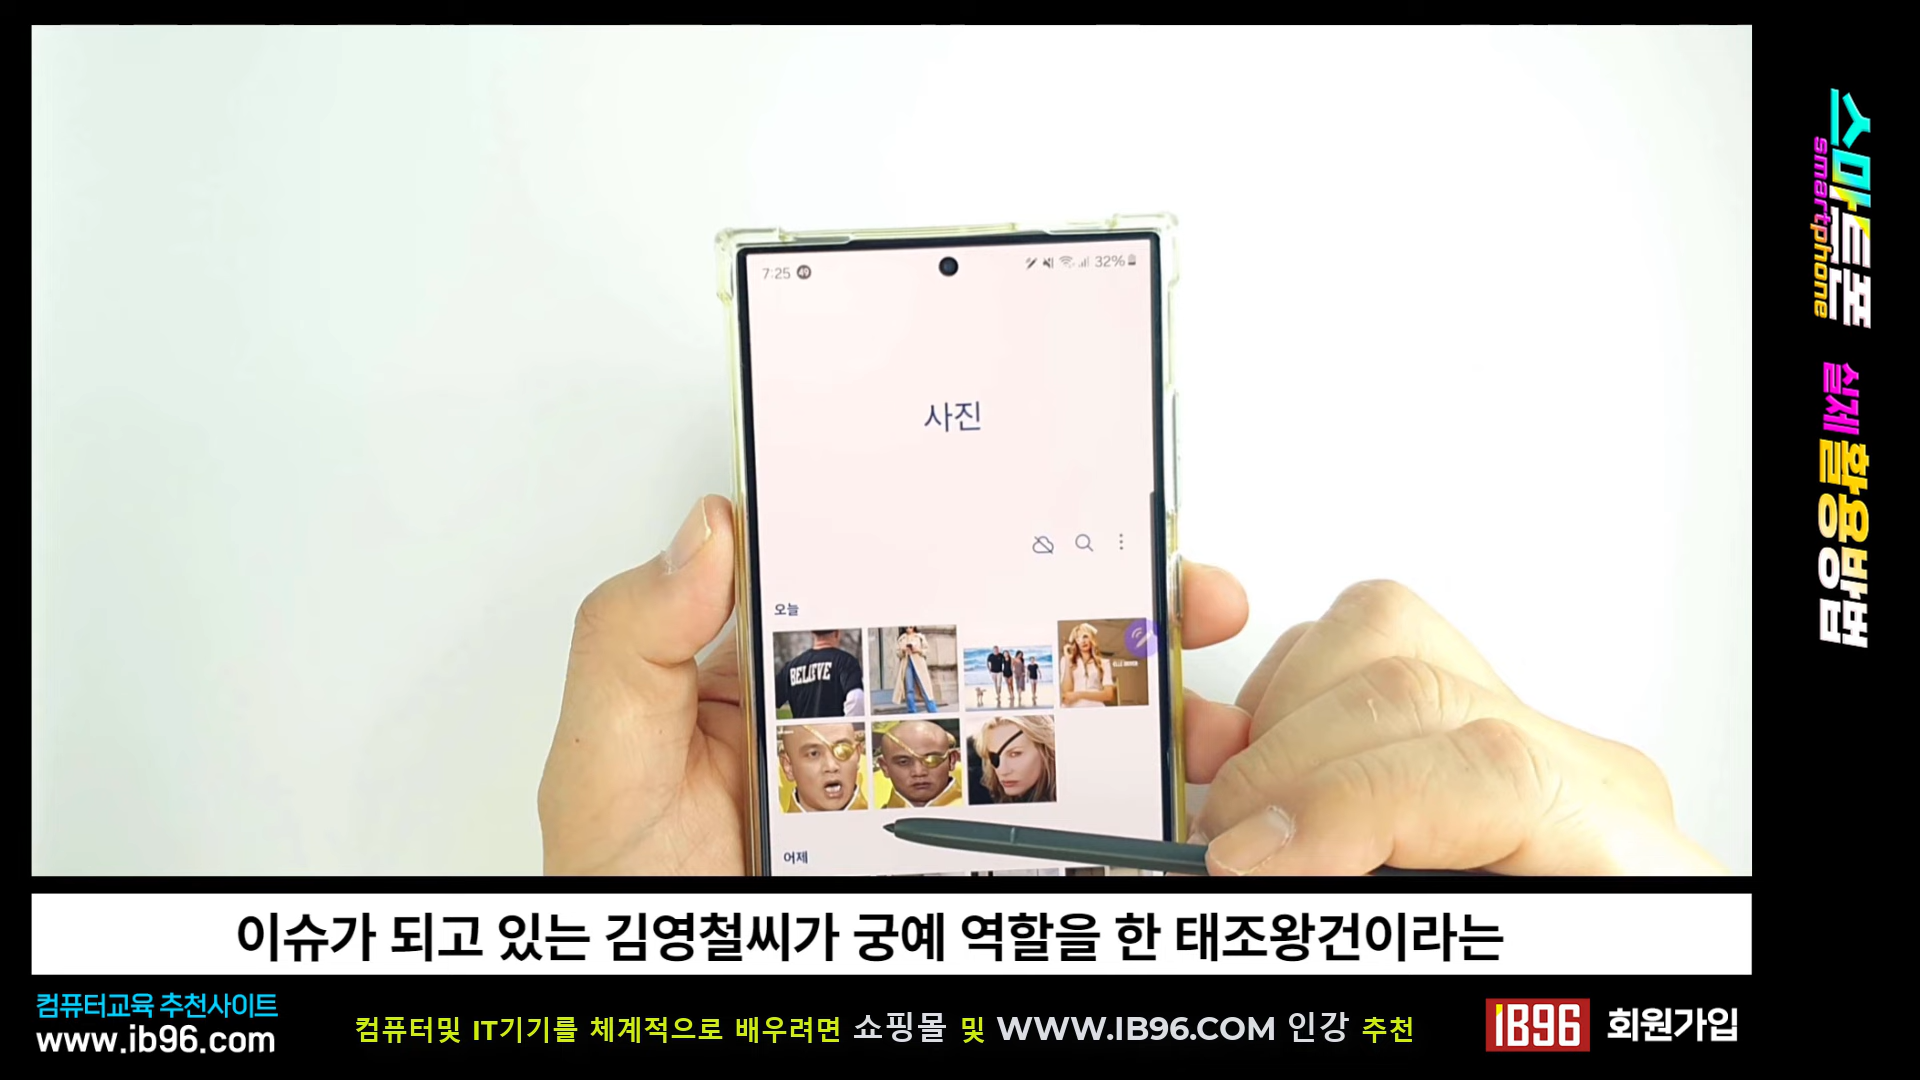 7:25
32%
사진
오늘
BELIEVE
어제
스마트폰
smartphone
실제 활용방법
이슈가 되고 있는 김영철씨가 궁예 역할을 한 태조왕건이라는
컴퓨터교육 추천사이트
www.ib96.com
컴퓨터및 IT기기를 체계적으로 배우려면 쇼핑몰 및 WWW.IB96.COM 인강 추천
IB96 회원가입